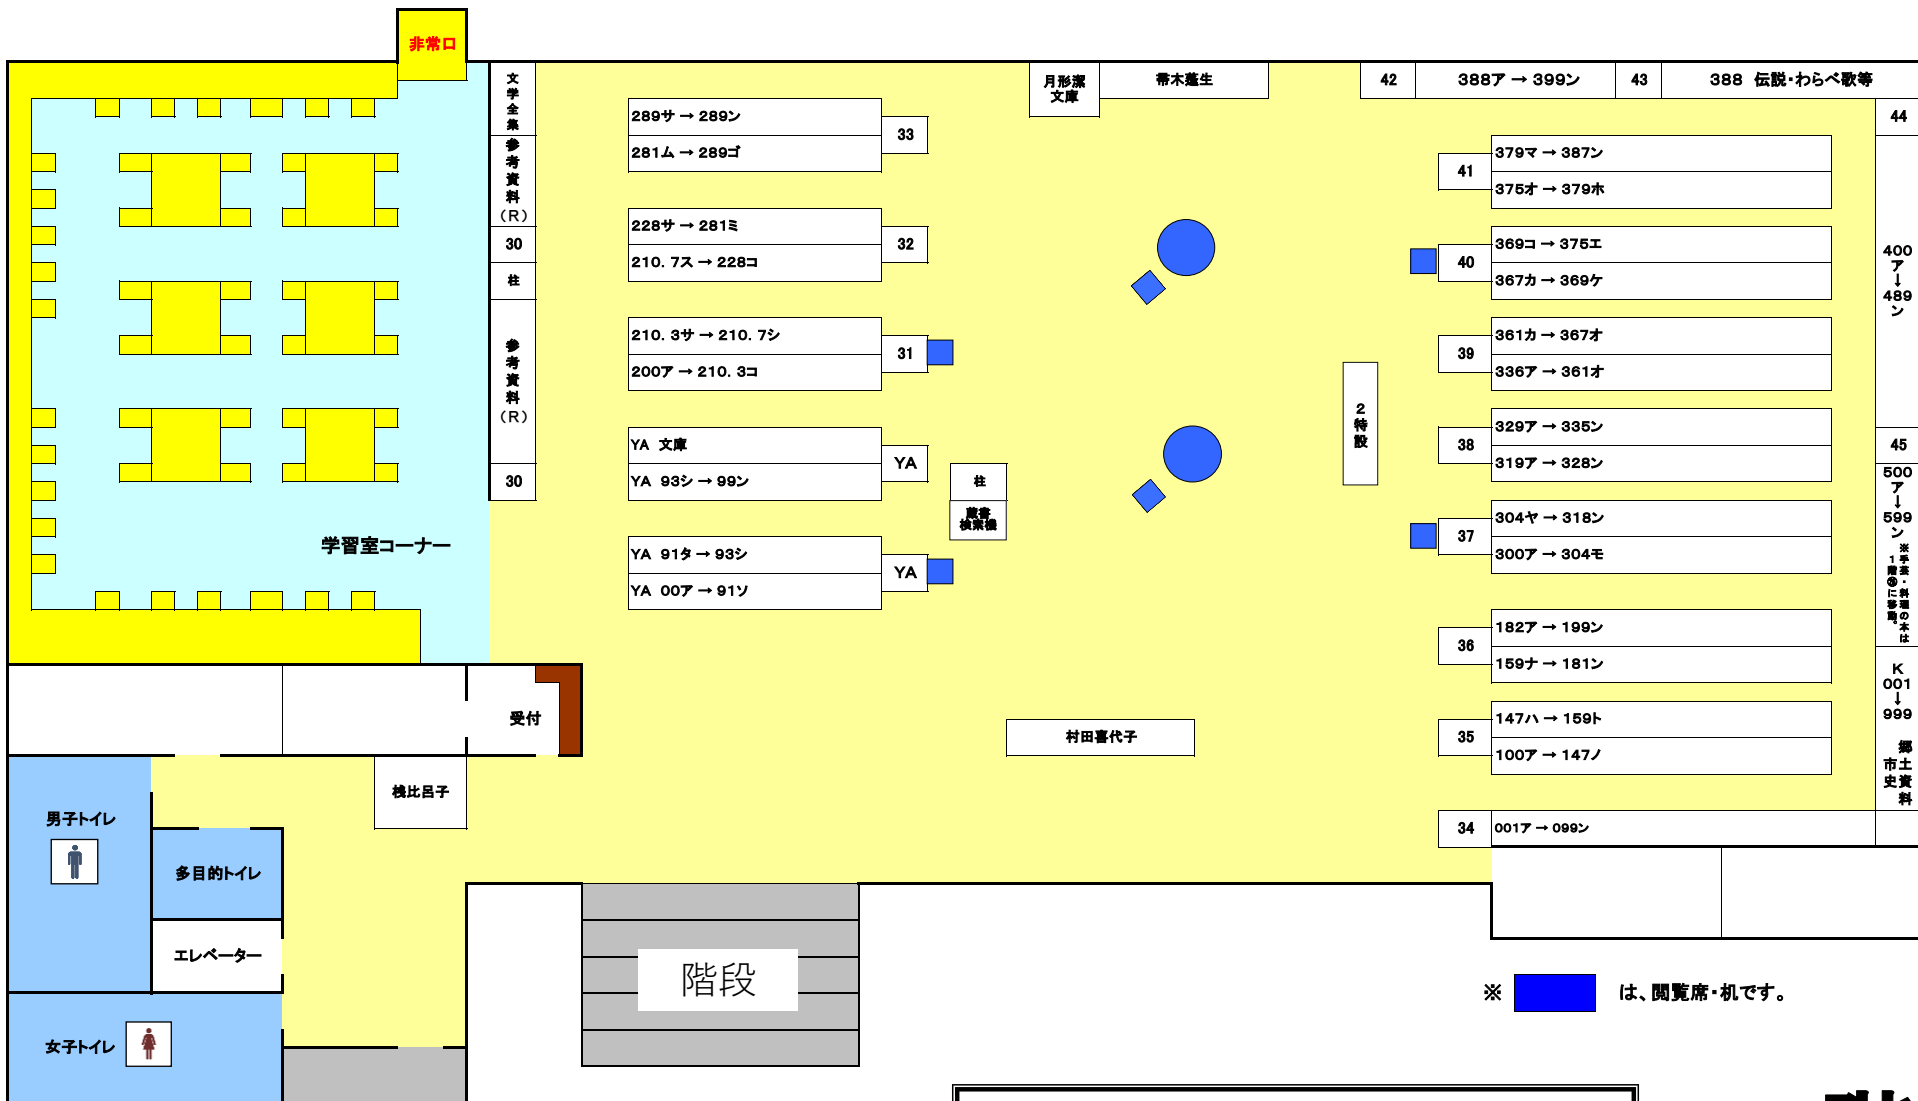 非常口
文学全集
参考資料(R)
30
柱
参考資料(R)
30
学習室コーナー
289サ → 289ン
281ム → 289ゴ
33
228サ → 281ミ
210. 7ス → 228コ
32
210. 3サ → 210. 7シ
200ア → 210. 3コ
31
YA 文庫
YA 93シ → 99ン
YA
YA 91タ → 93シ
YA 00ア → 91ソ
YA
柱
蔵書
検索機
月形潔
文庫
帚木蓬生
2特設
村田喜代子
42
388ア → 399ン
43
388 伝説・わらべ歌等
44
400ア→489ン
45
500ア→599ン
※手芸・料理の本は
K001→999
郷土資料
市史
41
379マ → 387ン
375オ → 379ホ
40
369コ → 375エ
367カ → 369ケ
39
361カ → 367オ
336ア → 361オ
38
329ア → 335ン
319ア → 328ン
37
304ヤ → 318ン
300ア → 304モ
36
182ア → 199ン
159ナ → 181ン
35
147ハ → 159ト
100ア → 147ノ
34
001ア → 099ン
受付
桟比呂子
男子トイレ
多目的トイレ
エレベーター
女子トイレ
階段
※ は、閲覧席・机です。